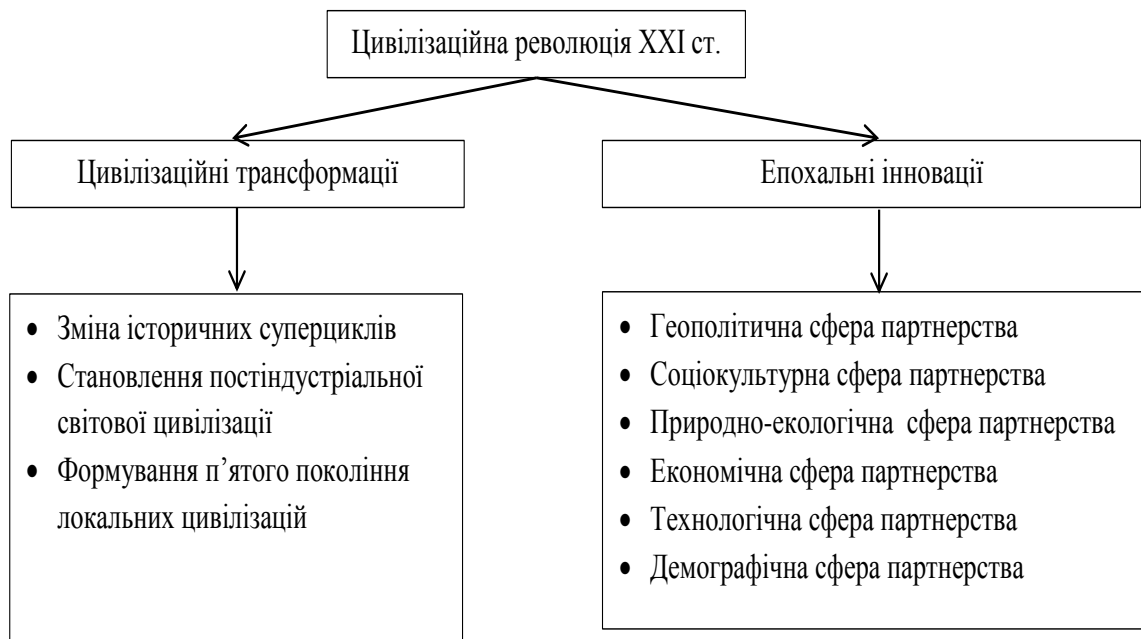 Цивілізаційна революція ХХІ ст.
Цивілізаційні трансформації
Епохальні інновації
• Зміна історичних суперциклів
• Становлення постіндустріальної
світової цивілізації
• Формування п’ятого покоління
локальних цивілізацій
• Геополітична сфера партнерства
• Соціокультурна сфера партнерства
• Природно-екологічна сфера партнерства
• Економічна сфера партнерства
• Технологічна сфера партнерства
• Демографічна сфера партнерства